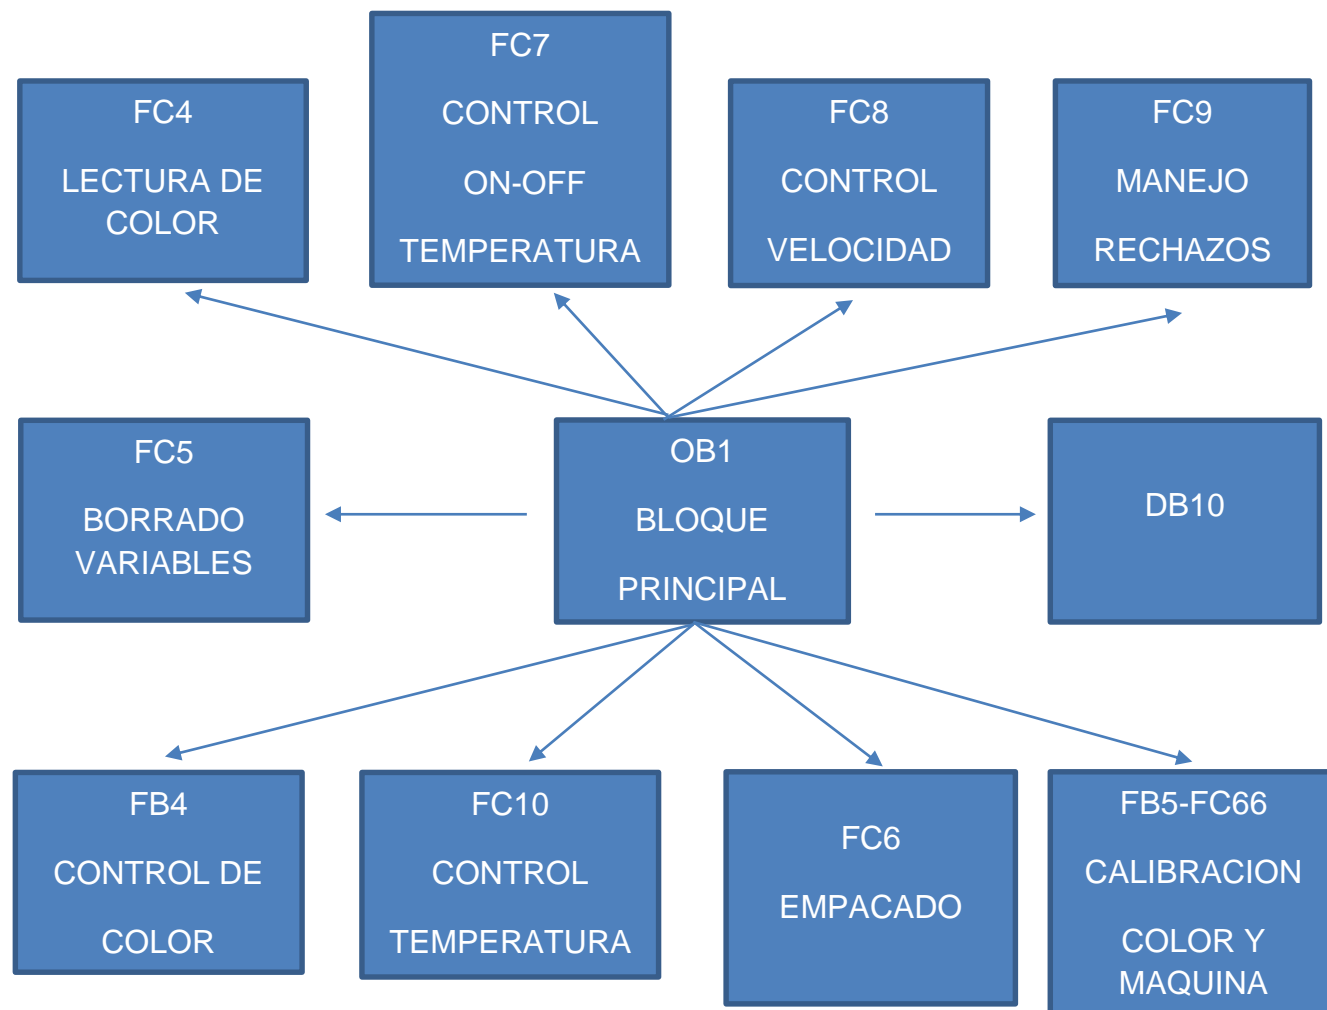 FC4
LECTURA DE
COLOR
FC7
CONTROL
ON-OFF
TEMPERATURA
FC8
CONTROL
VELOCIDAD
FC9
MANEJO
RECHAZOS
FC5
BORRADO
VARIABLES
OB1
BLOQUE
PRINCIPAL
DB10
FB4
CONTROL DE
COLOR
FC10
CONTROL
TEMPERATURA
FC6
EMPACADO
FB5-FC66
CALIBRACION
COLOR Y
MAQUINA